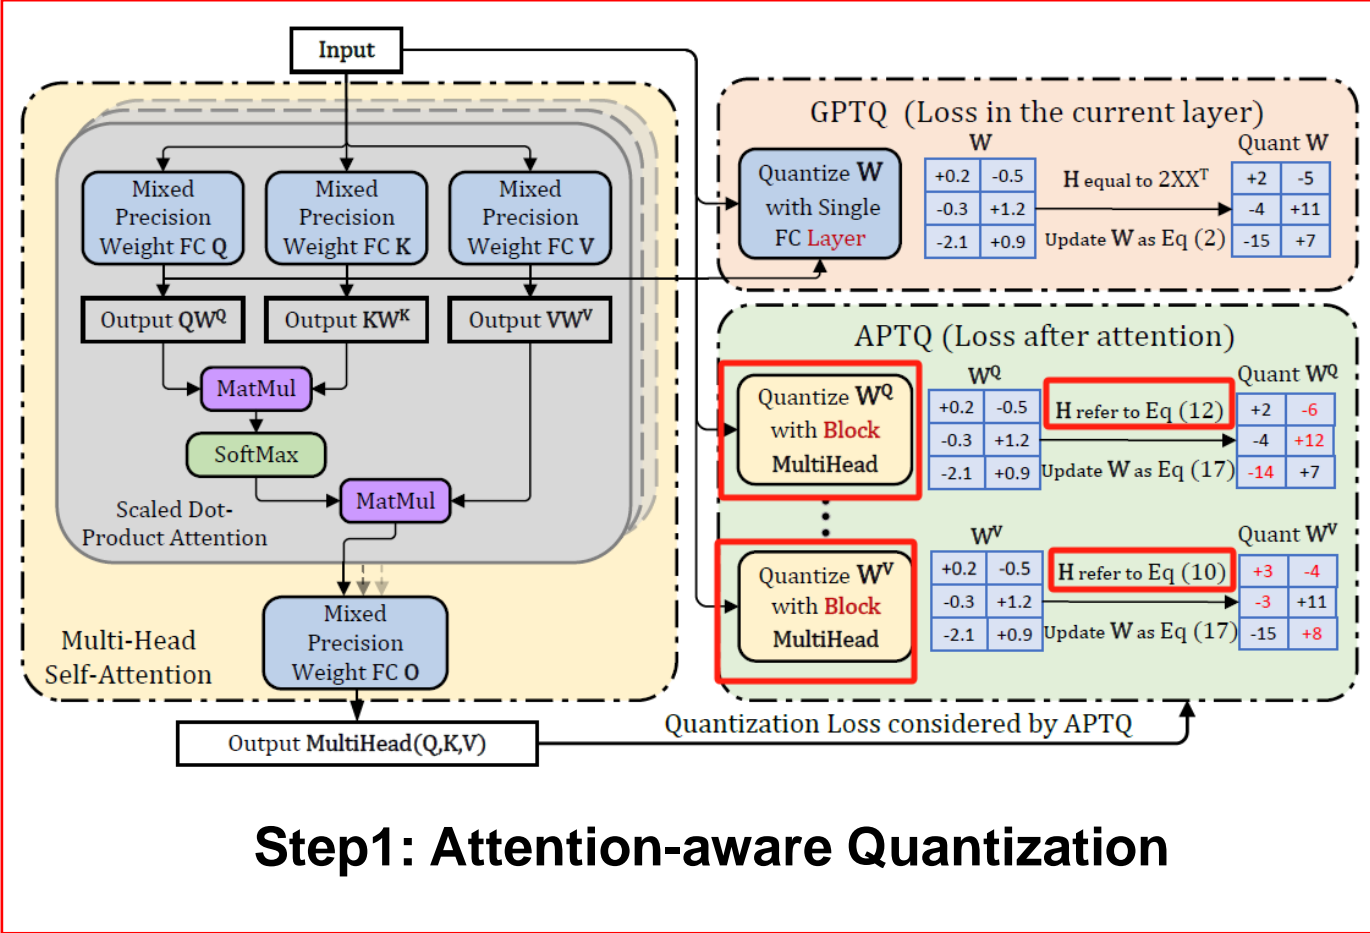 Input
Mixed
Precision
Weight FC Q
Mixed
Precision
Weight FC K
Mixed
Precision
Weight FC V
Output QW^Q
Output KW^K
Output VW^V
MatMul
SoftMax
MatMul
Scaled Dot-
Product Attention
Mixed
Precision
Weight FC O
Multi-Head
Self-Attention
Output MultiHead(Q,K,V)
GPTQ (Loss in the current layer)
Quantize W
with Single
FC Layer
W
+0.2 -0.5
-0.3 +1.2
-2.1 +0.9
H equal to 2XX^T
Update W as Eq (2)
Quant W
+2 -5
-4 +11
-15 +7
APTQ (Loss after attention)
Quantize W^Q
with Block
MultiHead
W^Q
+0.2 -0.5
-0.3 +1.2
-2.1 +0.9
H refer to Eq (12)
Update W as Eq (17)
Quant W^Q
+2 -6
-4 +12
-14 +7
Quantize W^V
with Block
MultiHead
W^V
+0.2 -0.5
-0.3 +1.2
-2.1 +0.9
H refer to Eq (10)
Update W as Eq (17)
Quant W^V
+3 -4
-3 +11
-15 +8
Quantization Loss considered by APTQ
Step1: Attention-aware Quantization